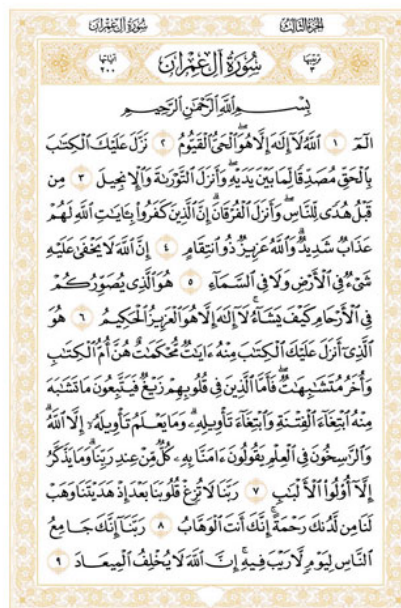 الجزء الثالث سورة آل عمران
ترتيبها ٣ سُورَةُ آلِ عِمْرَانَ آياتها ٢٠٠
بِسْمِ ٱللَّهِ ٱلرَّحْمَٰنِ ٱلرَّحِيمِ
الٓمٓ ١ ٱللَّهُ لَآ إِلَٰهَ إِلَّا هُوَ ٱلْحَىُّ ٱلْقَيُّومُ ٢ نَزَّلَ عَلَيْكَ ٱلْكِتَٰبَ
بِٱلْحَقِّ مُصَدِّقًا لِّمَا بَيْنَ يَدَيْهِ وَأَنزَلَ ٱلتَّوْرَىٰةَ وَٱلْإِنجِيلَ ٣ مِن
قَبْلُ هُدًى لِّلنَّاسِ وَأَنزَلَ ٱلْفُرْقَانَ إِنَّ ٱلَّذِينَ كَفَرُوا۟ بِـَٔايَٰتِ ٱللَّهِ لَهُمْ
عَذَابٌ شَدِيدٌ وَٱللَّهُ عَزِيزٌ ذُو ٱنتِقَامٍ ٤ إِنَّ ٱللَّهَ لَا يَخْفَىٰ عَلَيْهِ
شَىْءٌ فِى ٱلْأَرْضِ وَلَا فِى ٱلسَّمَآءِ ٥ هُوَ ٱلَّذِى يُصَوِّرُكُمْ
فِى ٱلْأَرْحَامِ كَيْفَ يَشَآءُ لَآ إِلَٰهَ إِلَّا هُوَ ٱلْعَزِيزُ ٱلْحَكِيمُ ٦ هُوَ
ٱلَّذِىٓ أَنزَلَ عَلَيْكَ ٱلْكِتَٰبَ مِنْهُ ءَايَٰتٌ مُّحْكَمَٰتٌ هُنَّ أُمُّ ٱلْكِتَٰبِ
وَأُخَرُ مُتَشَٰبِهَٰتٌ فَأَمَّا ٱلَّذِينَ فِى قُلُوبِهِمْ زَيْغٌ فَيَتَّبِعُونَ مَا تَشَٰبَهَ
مِنْهُ ٱبْتِغَآءَ ٱلْفِتْنَةِ وَٱبْتِغَآءَ تَأْوِيلِهِۦ وَمَا يَعْلَمُ تَأْوِيلَهُۥٓ إِلَّا ٱللَّهُ
وَٱلرَّٰسِخُونَ فِى ٱلْعِلْمِ يَقُولُونَ ءَامَنَّا بِهِۦ كُلٌّ مِّنْ عِندِ رَبِّنَا وَمَا يَذَّكَّرُ
إِلَّآ أُو۟لُوا۟ ٱلْأَلْبَٰبِ ٧ رَبَّنَا لَا تُزِغْ قُلُوبَنَا بَعْدَ إِذْ هَدَيْتَنَا وَهَبْ
لَنَا مِن لَّدُنكَ رَحْمَةً إِنَّكَ أَنتَ ٱلْوَهَّابُ ٨ رَبَّنَآ إِنَّكَ جَامِعُ
ٱلنَّاسِ لِيَوْمٍ لَّا رَيْبَ فِيهِ إِنَّ ٱللَّهَ لَا يُخْلِفُ ٱلْمِيعَادَ ٩